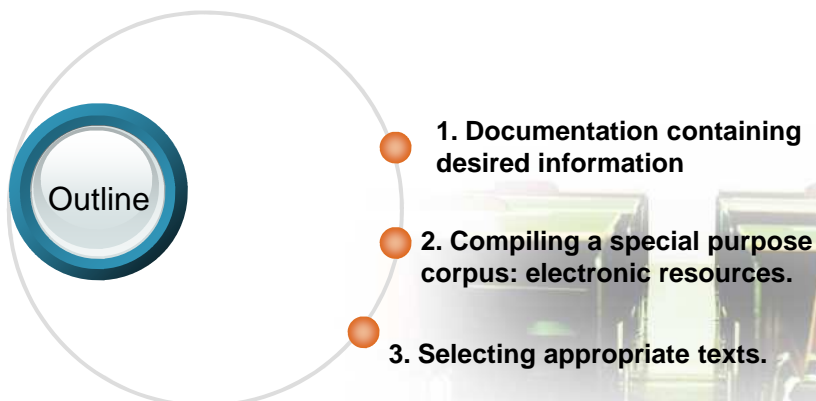 Outline
1. Documentation containing
desired information
2. Compiling a special purpose
corpus: electronic resources.
3. Selecting appropriate texts.